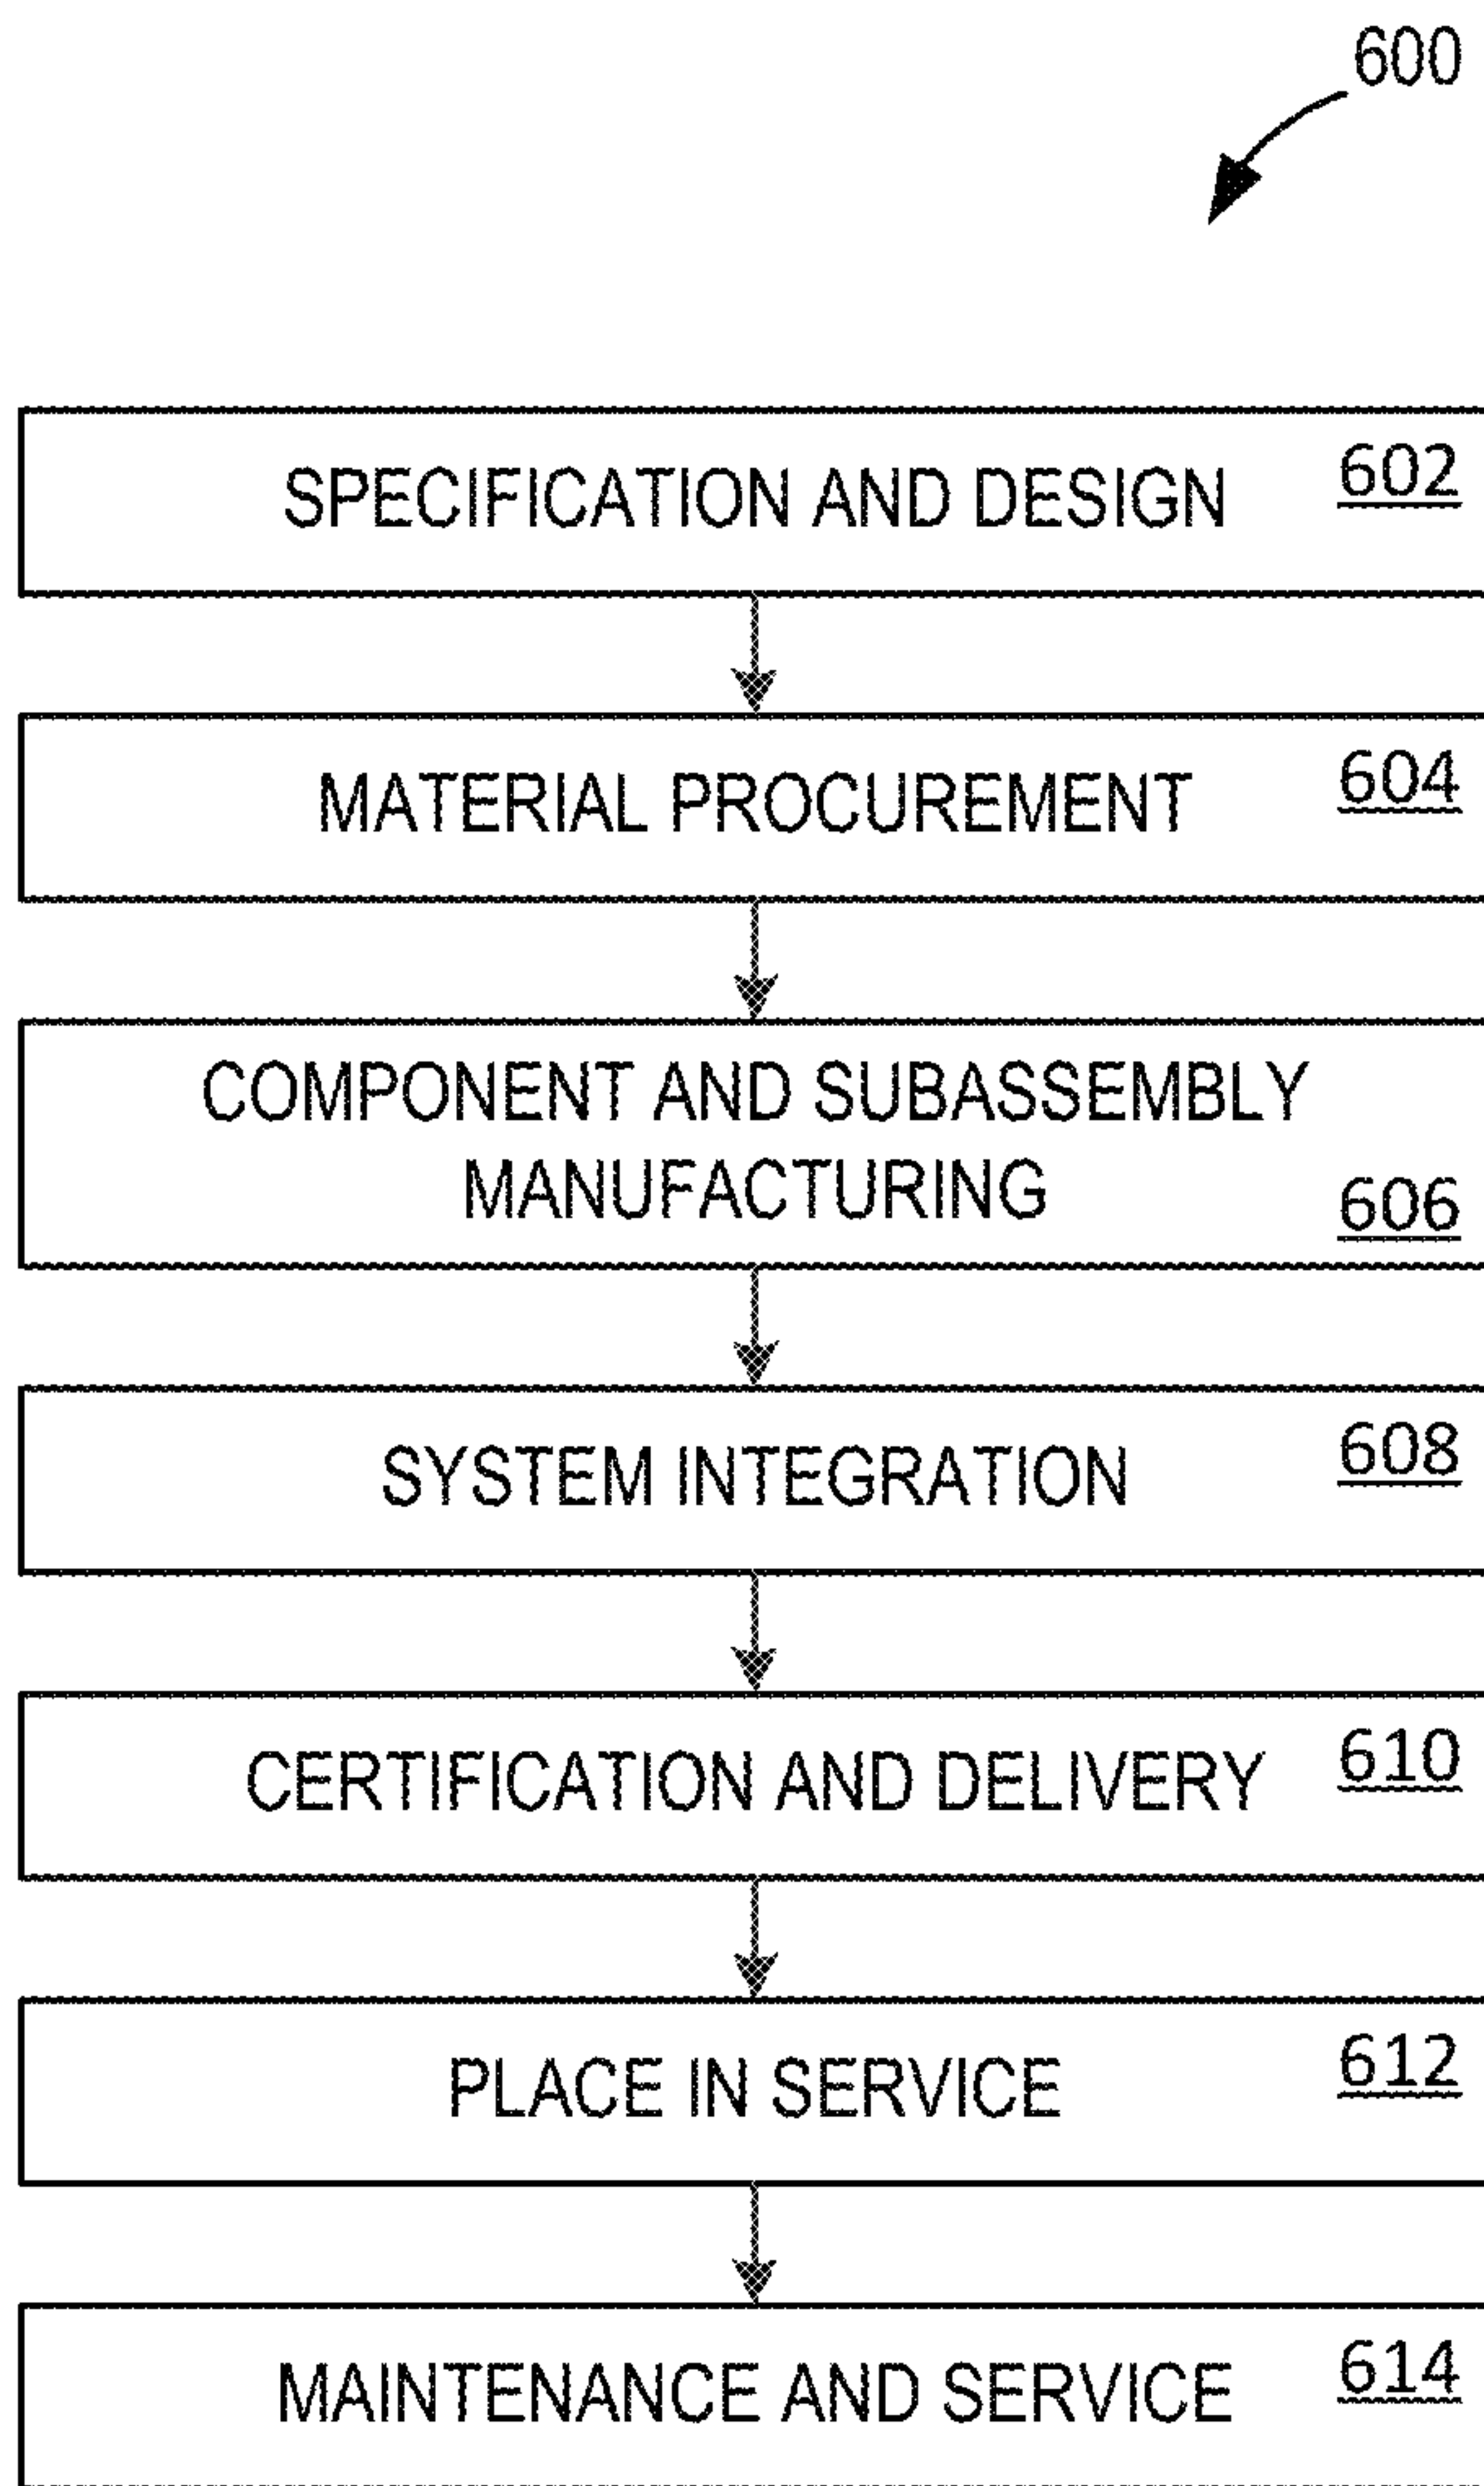 600
SPECIFICATION AND DESIGN 602
MATERIAL PROCUREMENT 604
COMPONENT AND SUBASSEMBLY
MANUFACTURING 606
SYSTEM INTEGRATION 608
CERTIFICATION AND DELIVERY 610
PLACE IN SERVICE 612
MAINTENANCE AND SERVICE 614